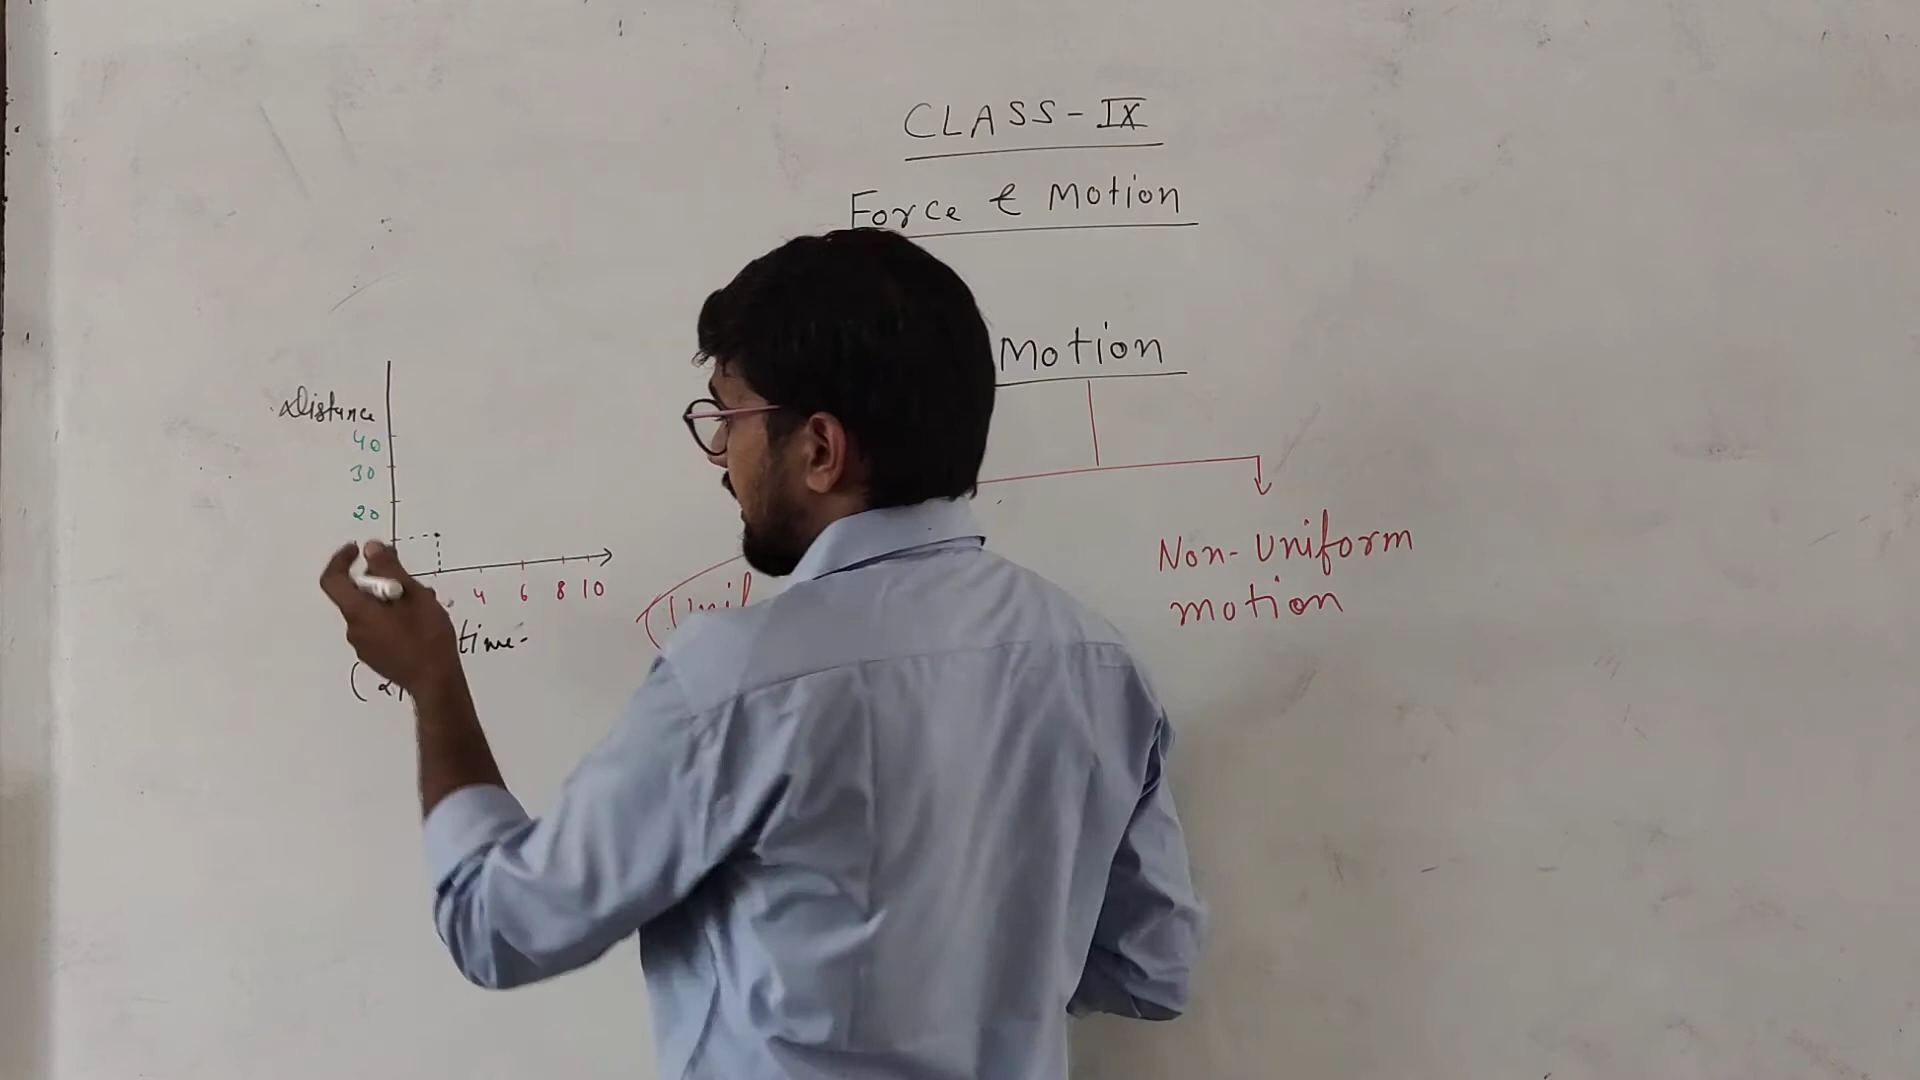 CLASS-IX
Force & Motion
Motion
Distance
40
30
20
4 6 8 10
time-
Non-Uniform
motion